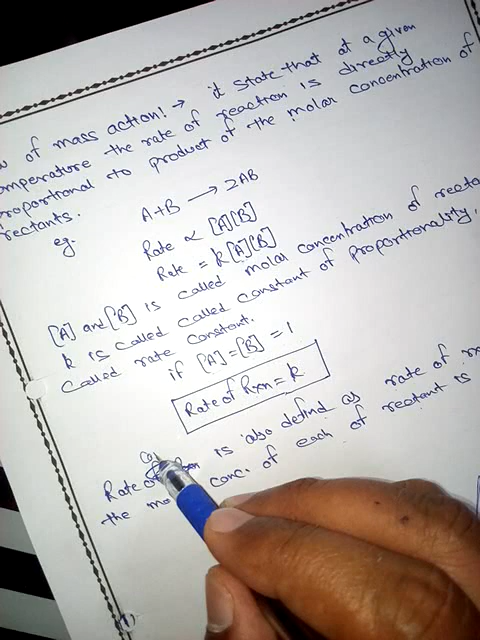 of mass action! → it state that at a given
temperature the rate of reaction is directly
proportional to product of the molar concentration of
rectants.
eg. A+B → 2AB
Rate ∝ [A][B]
Rate = k[A][B]
[A] and [B] is called molar concentration of
k is called called constant of proportionality,
called rate constant.
if [A]=[B] = 1
Rate of Rxn = k
Rate of is also defind as rate of
the conc. of each of reactant is